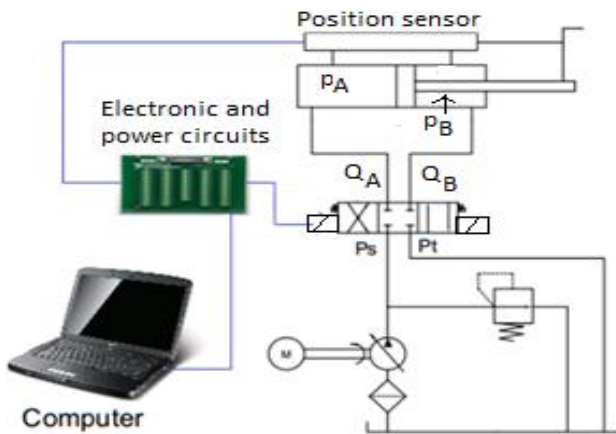 Position sensor
pA
pB
Electronic and
power circuits
QA
QB
Ps
Pt
M
Computer